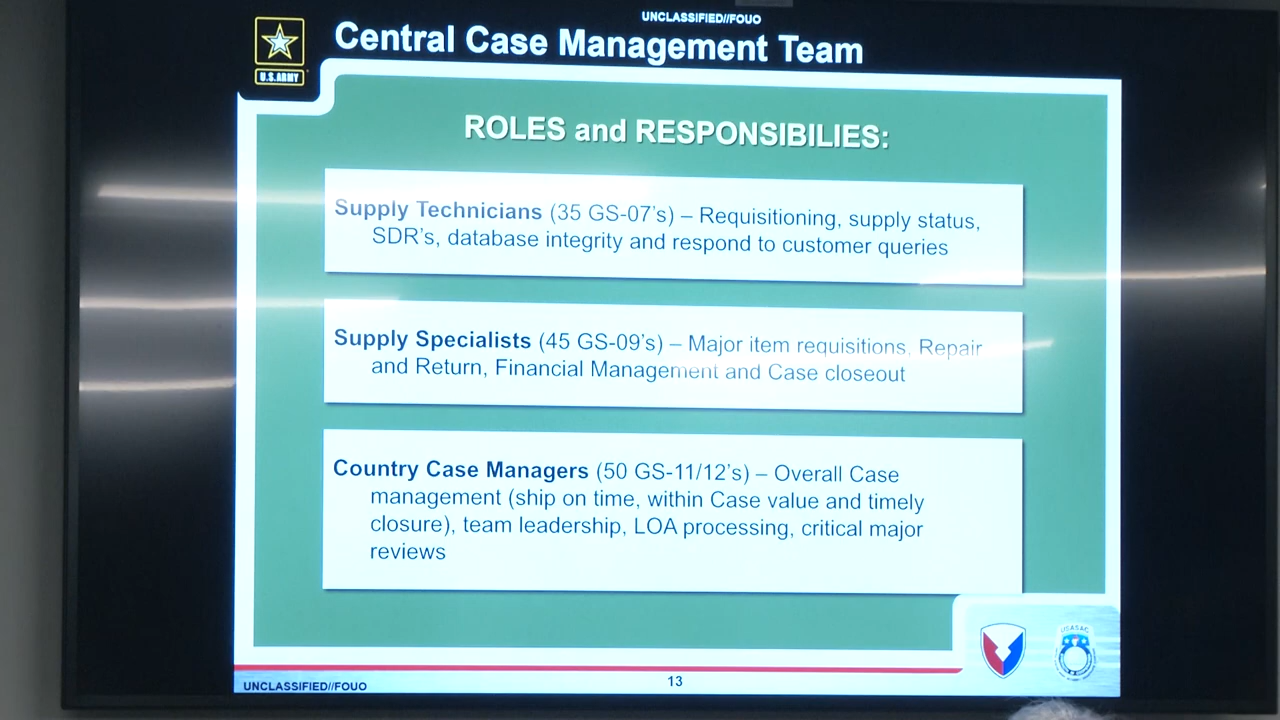 UNCLASSIFIED//FOUO
Central Case Management Team
U.S.ARMY
ROLES and RESPONSIBILIES:
Supply Technicians (35 GS-07's) – Requisitioning, supply status,
SDR's, database integrity and respond to customer queries
Supply Specialists (45 GS-09's) – Major item requisitions, Repair
and Return, Financial Management and Case closeout
Country Case Managers (50 GS-11/12's) – Overall Case
management (ship on time, within Case value and timely
closure), team leadership, LOA processing, critical major
reviews
USASAC
UNCLASSIFIED//FOUO
13